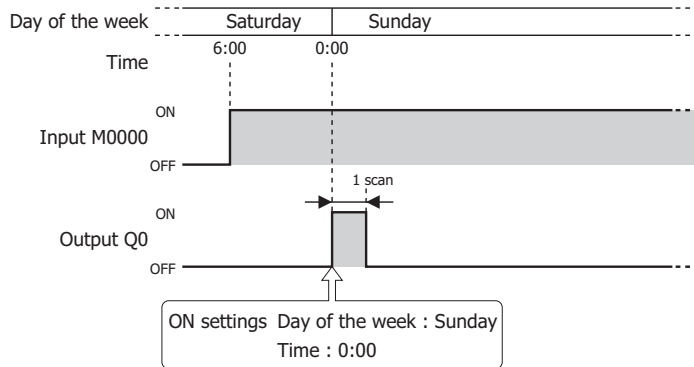 Day of the week Saturday Sunday
Time 6:00 0:00
Input M0000 ON
OFF
1 scan
Output Q0 ON
OFF
ON settings Day of the week : Sunday
Time : 0:00